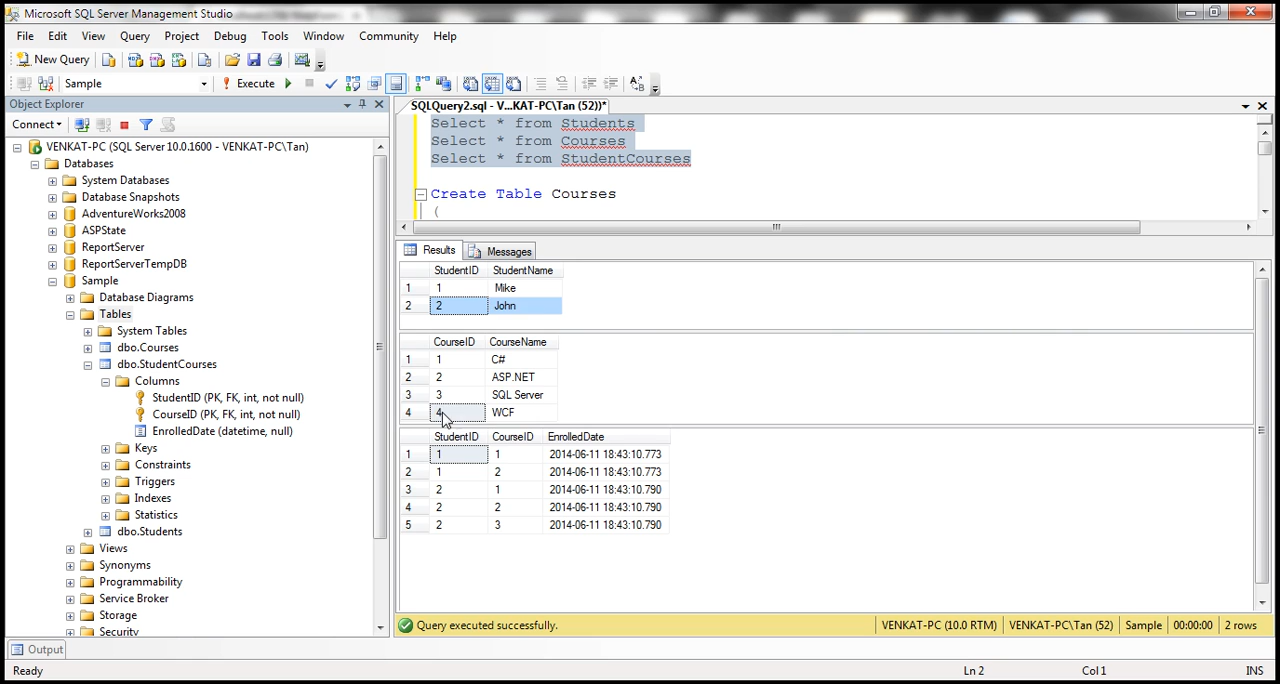 Microsoft SQL Server Management Studio
File Edit View Query Project Debug Tools Window Community Help
New Query
Sample Execute
Object Explorer
SQLQuery2.sql - V...KAT-PC\Tan (52))*
Connect
VENKAT-PC (SQL Server 10.0.1600 - VENKAT-PC\Tan)
Databases
System Databases
Database Snapshots
AdventureWorks2008
ASPState
ReportServer
ReportServerTempDB
Sample
Database Diagrams
Tables
System Tables
dbo.Courses
dbo.StudentCourses
Columns
StudentID (PK, FK, int, not null)
CourseID (PK, FK, int, not null)
EnrolledDate (datetime, null)
Keys
Constraints
Triggers
Indexes
Statistics
dbo.Students
Views
Synonyms
Programmability
Service Broker
Storage
Security
Select * from Students
Select * from Courses
Select * from StudentCourses
Create Table Courses
(
Results Messages
StudentID StudentName
1 1 Mike
2 2 John
CourseID CourseName
1 1 C#
2 2 ASP.NET
3 3 SQL Server
4 4 WCF
StudentID CourseID EnrolledDate
1 1 1 2014-06-11 18:43:10.773
2 1 2 2014-06-11 18:43:10.773
3 2 1 2014-06-11 18:43:10.790
4 2 2 2014-06-11 18:43:10.790
5 2 3 2014-06-11 18:43:10.790
Query executed successfully. VENKAT-PC (10.0 RTM) VENKAT-PC\Tan (52) Sample 00:00:00 2 rows
Output
Ready Ln 2 Col 1 INS